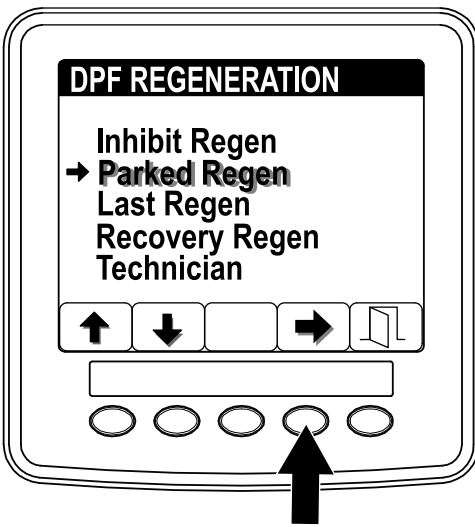 DPF REGENERATION
Inhibit Regen
Parked Regen
Last Regen
Recovery Regen
Technician